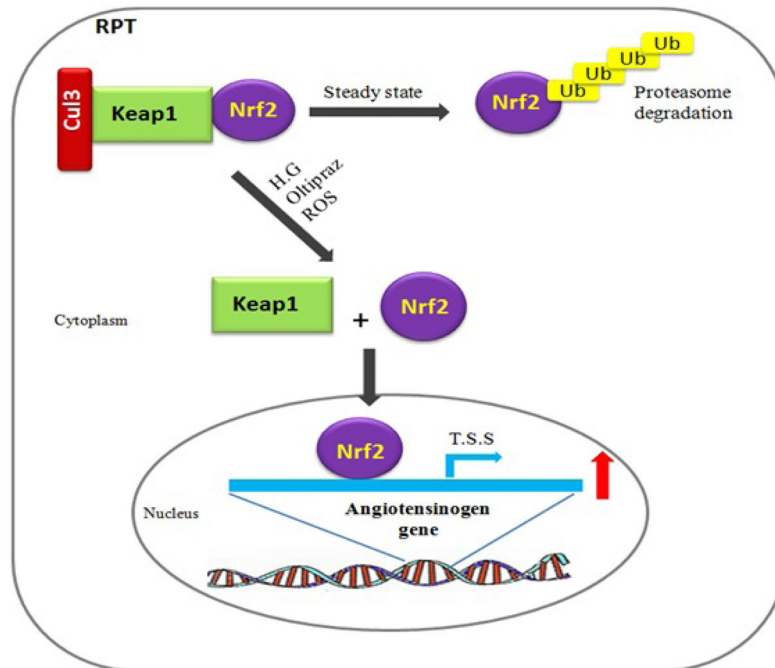 RPT
Cul3
Keap1
Nrf2
Steady state
Nrf2
Ub
Ub
Ub
Ub
Proteasome
degradation
H.G
Oltipraz
ROS
Keap1
+
Nrf2
Cytoplasm
Nrf2
T.S.S
Nucleus
Angiotensinogen
gene